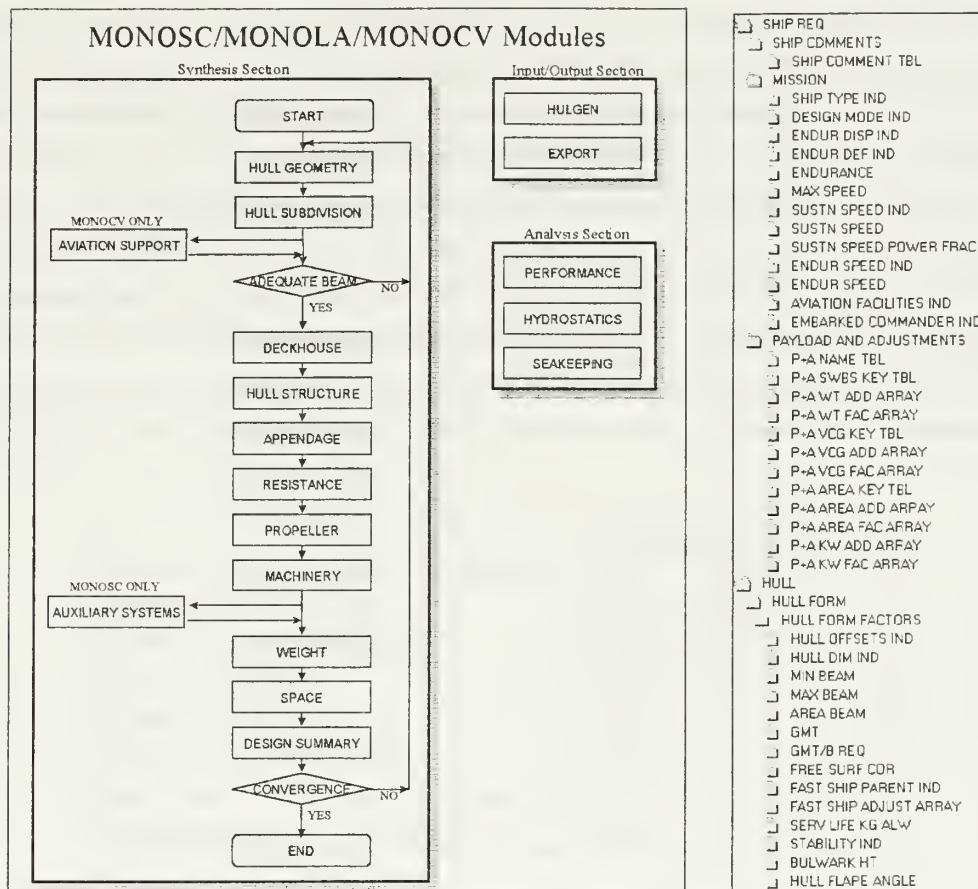 MONOSC/MONOLA/MONOCV Modules
Synthesis Section
START
HULL GEOMETRY
HULL SUBDIVISION
MONOCV ONLY
AVIATION SUPPORT
ADEQUATE BEAM
NO
YES
DECKHOUSE
HULL STRUCTURE
APPENDAGE
RESISTANCE
PROPELLER
MACHINERY
MONOSC ONLY
AUXILIARY SYSTEMS
WEIGHT
SPACE
DESIGN SUMMARY
CONVERGENCE
NO
YES
END
Input/Output Section
HULGEN
EXPORT
Analysis Section
PERFORMANCE
HYDROSTATICS
SEAKEEPING
SHIP REQ
SHIP COMMENTS
SHIP COMMENT TBL
MISSION
SHIP TYPE IND
DESIGN MODE IND
ENDUR DISP IND
ENDUR DEF IND
ENDURANCE
MAX SPEED
SUSTN SPEED IND
SUSTN SPEED
SUSTN SPEED POWER FRAC
ENDUR SPEED IND
ENDUR SPEED
AVIATION FACILITIES IND
EMBARKED COMMANDER IND
PAYLOAD AND ADJUSTMENTS
P+A NAME TBL
P+A SWBS KEY TBL
P+A WT ADD ARRAY
P+A WT FAC ARRAY
P+A VCG KEY TBL
P+A VCG ADD ARRAY
P+A VCG FAC ARRAY
P+A AREA KEY TBL
P+A AREA ADD ARRAY
P+A AREA FAC ARRAY
P+A KW ADD ARRAY
P+A KW FAC ARRAY
HULL
HULL FORM
HULL FORM FACTORS
HULL OFFSETS IND
HULL DIM IND
MIN BEAM
MAX BEAM
AREA BEAM
GMT
GMT/B REQ
FREE SURF COR
FAST SHIP PARENT IND
FAST SHIP ADJUST ARRAY
SERV LIFE KG ALW
STABILITY IND
BULWARK HT
HULL FLARE ANGLE